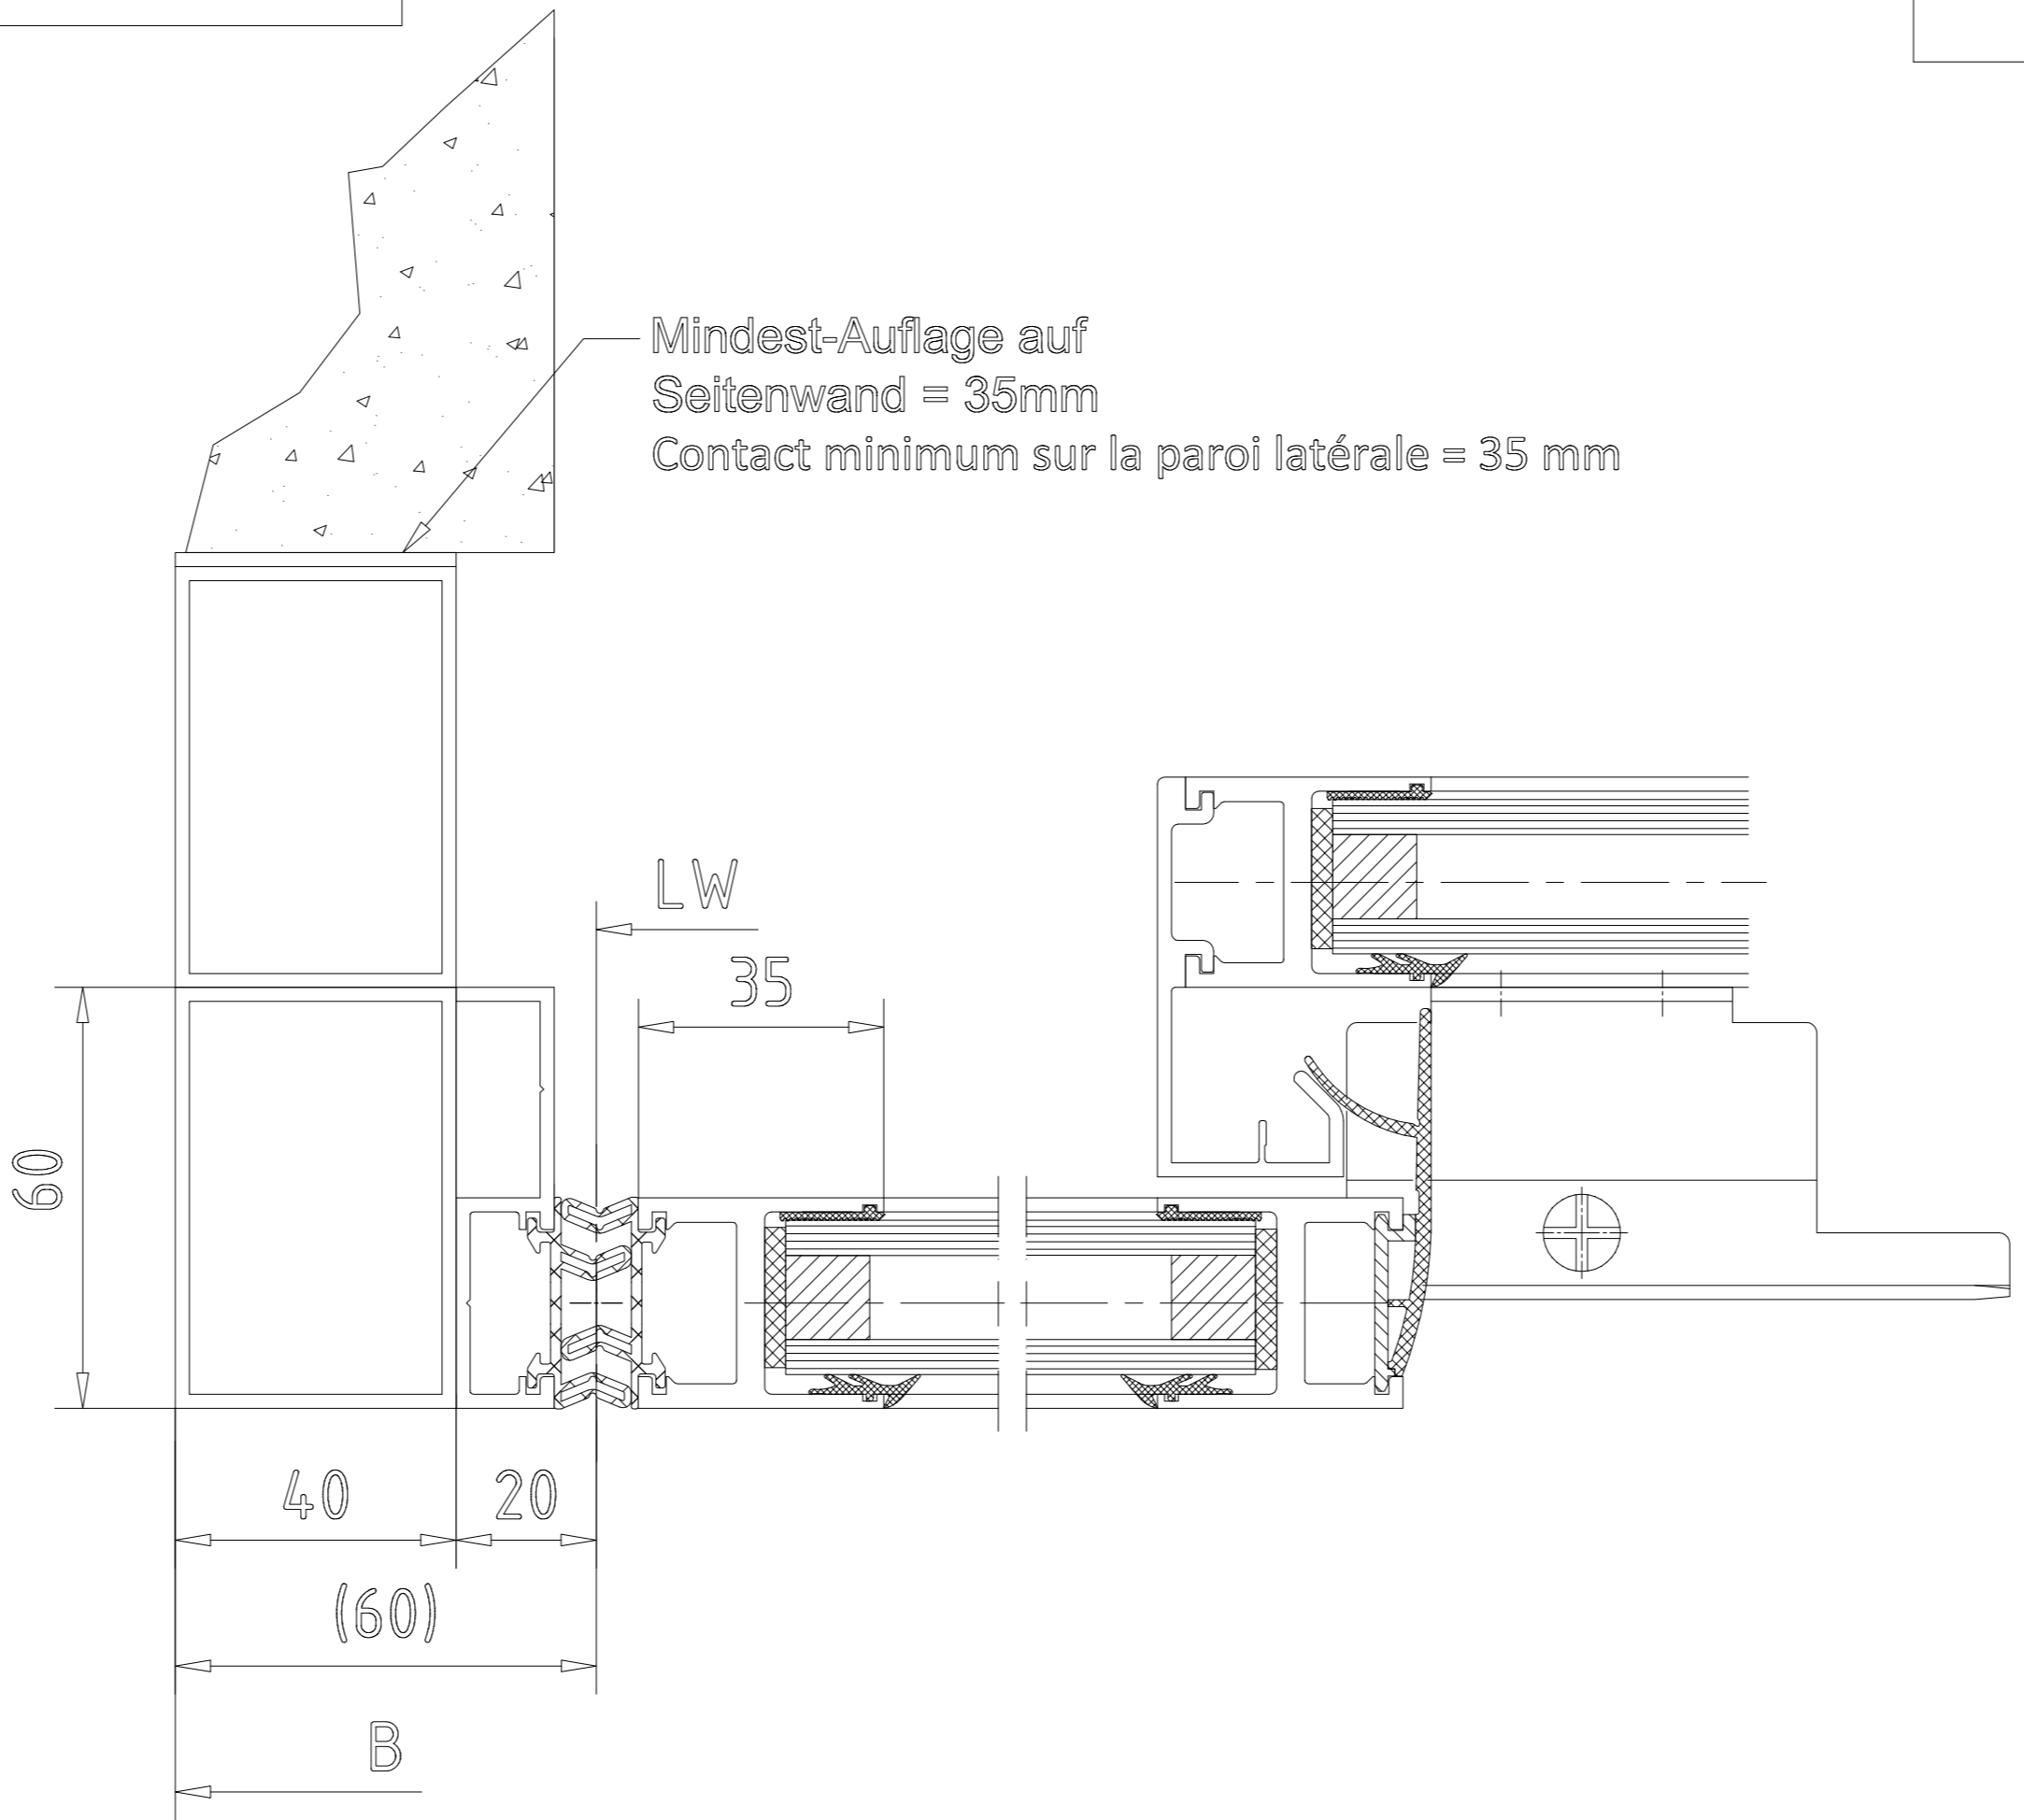 Mindest-Auflage auf
Seitenwand = 35mm
Contact minimum sur la paroi latérale = 35 mm
LW
35
60
40
20
(60)
B